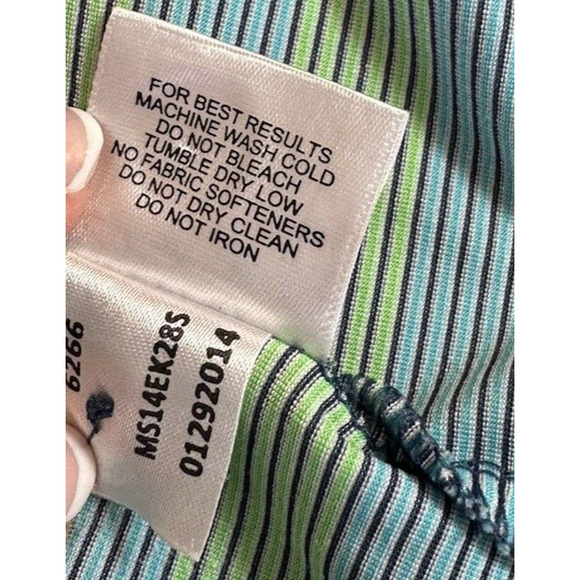 FOR BEST RESULTS
MACHINE WASH COLD
DO NOT BLEACH
TUMBLE DRY LOW
NO FABRIC SOFTENERS
DO NOT DRY CLEAN
DO NOT IRON
6266
MS14EK28S
01292014